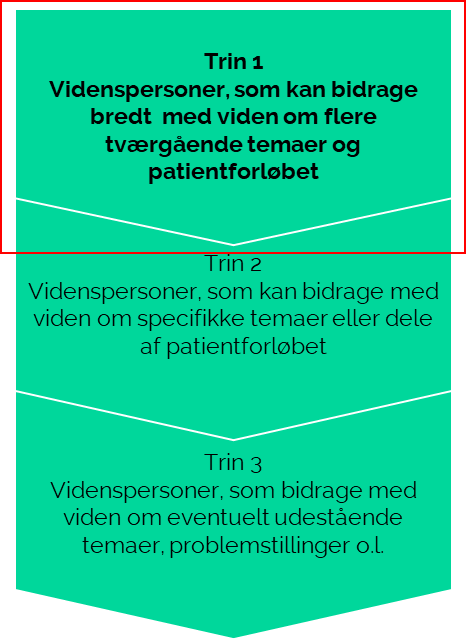 Trin 1
Videnspersoner, som kan bidrage
bredt  med viden om flere
tværgående temaer og
patientforløbet
Trin 2
Videnspersoner, som kan bidrage med
viden om specifikke temaer eller dele
af patientforløbet
Trin 3
Videnspersoner, som bidrage med
viden om eventuelt udestående
temaer, problemstillinger o.l.